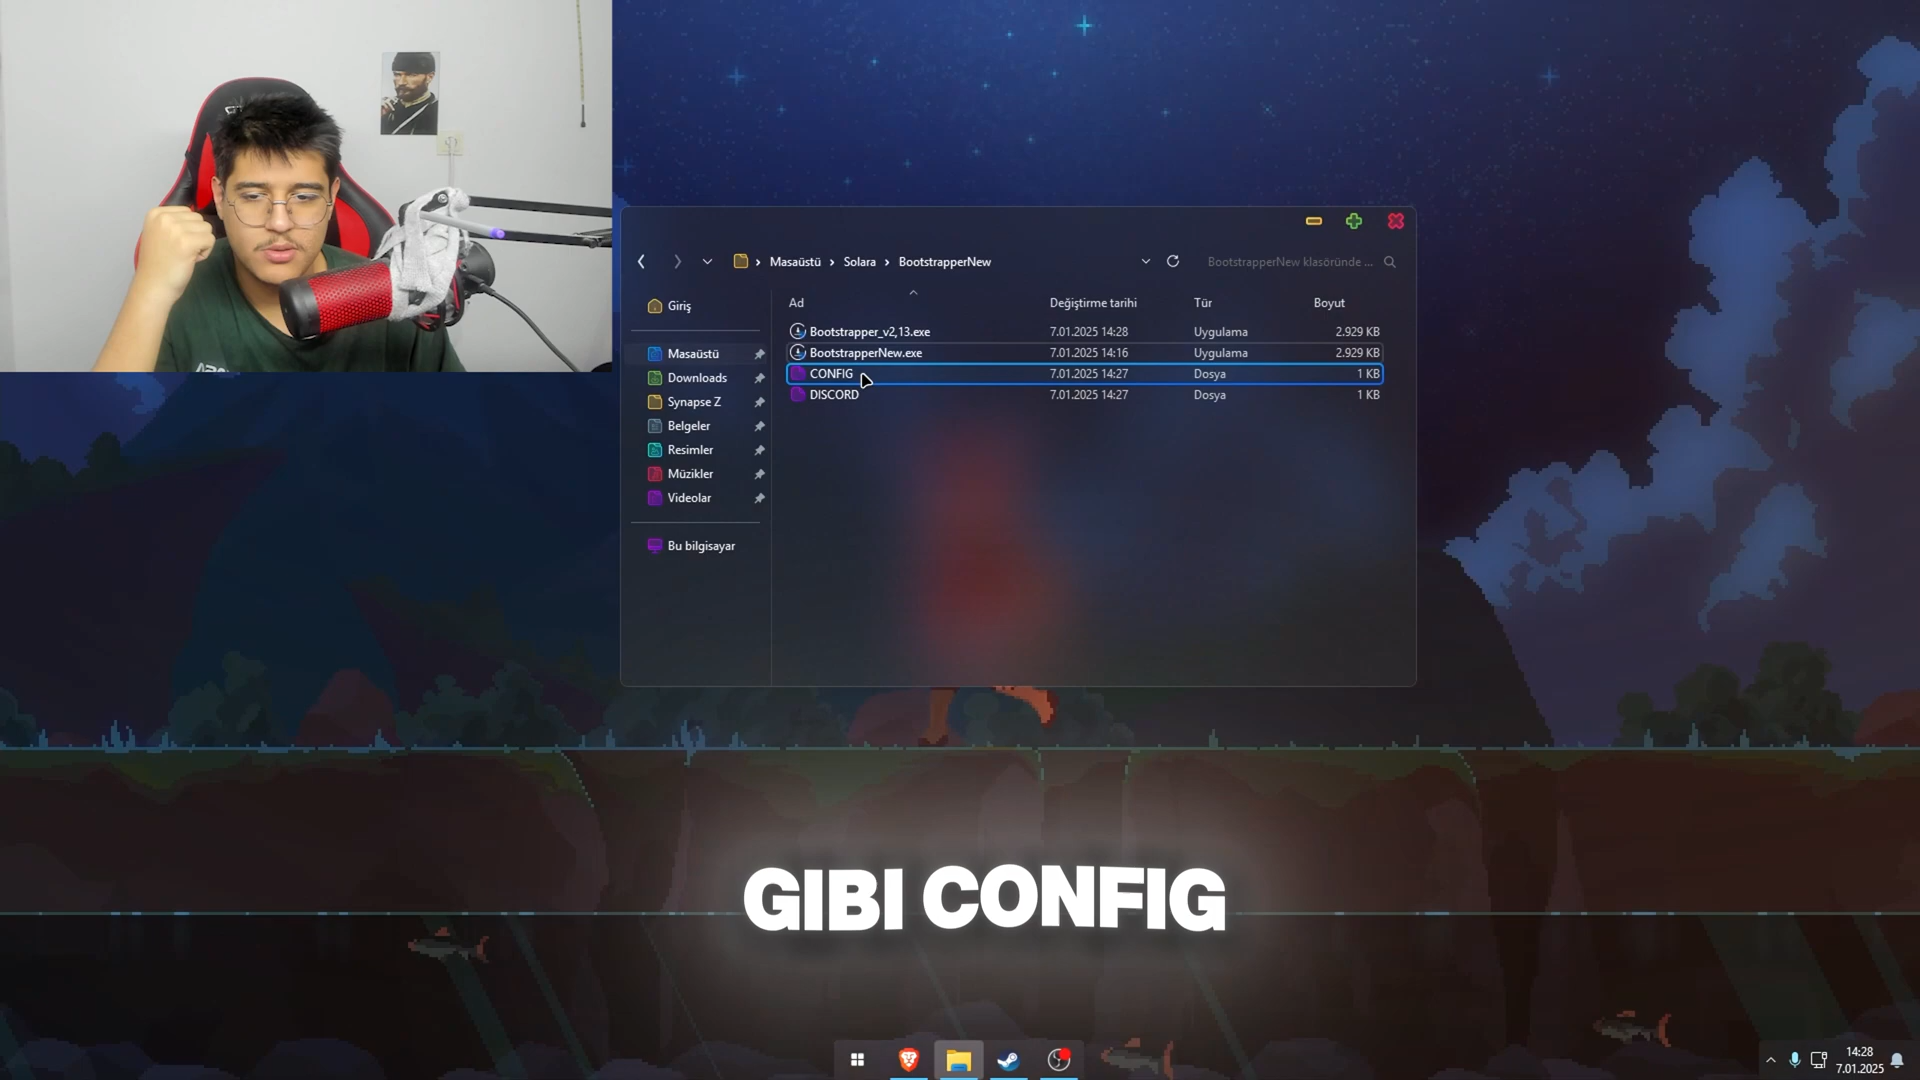 Masaüstü › Solara › BootstrapperNew
BootstrapperNew klasöründe ...
Giriş
Masaüstü
Downloads
Synapse Z
Belgeler
Resimler
Müzikler
Videolar
Bu bilgisayar
Ad Değiştirme tarihi Tür Boyut
Bootstrapper_v2,13.exe 7.01.2025 14:28 Uygulama 2.929 KB
BootstrapperNew.exe 7.01.2025 14:16 Uygulama 2.929 KB
CONFIG 7.01.2025 14:27 Dosya 1 KB
DISCORD 7.01.2025 14:27 Dosya 1 KB
GIBI CONFIG
14:28
7.01.2025